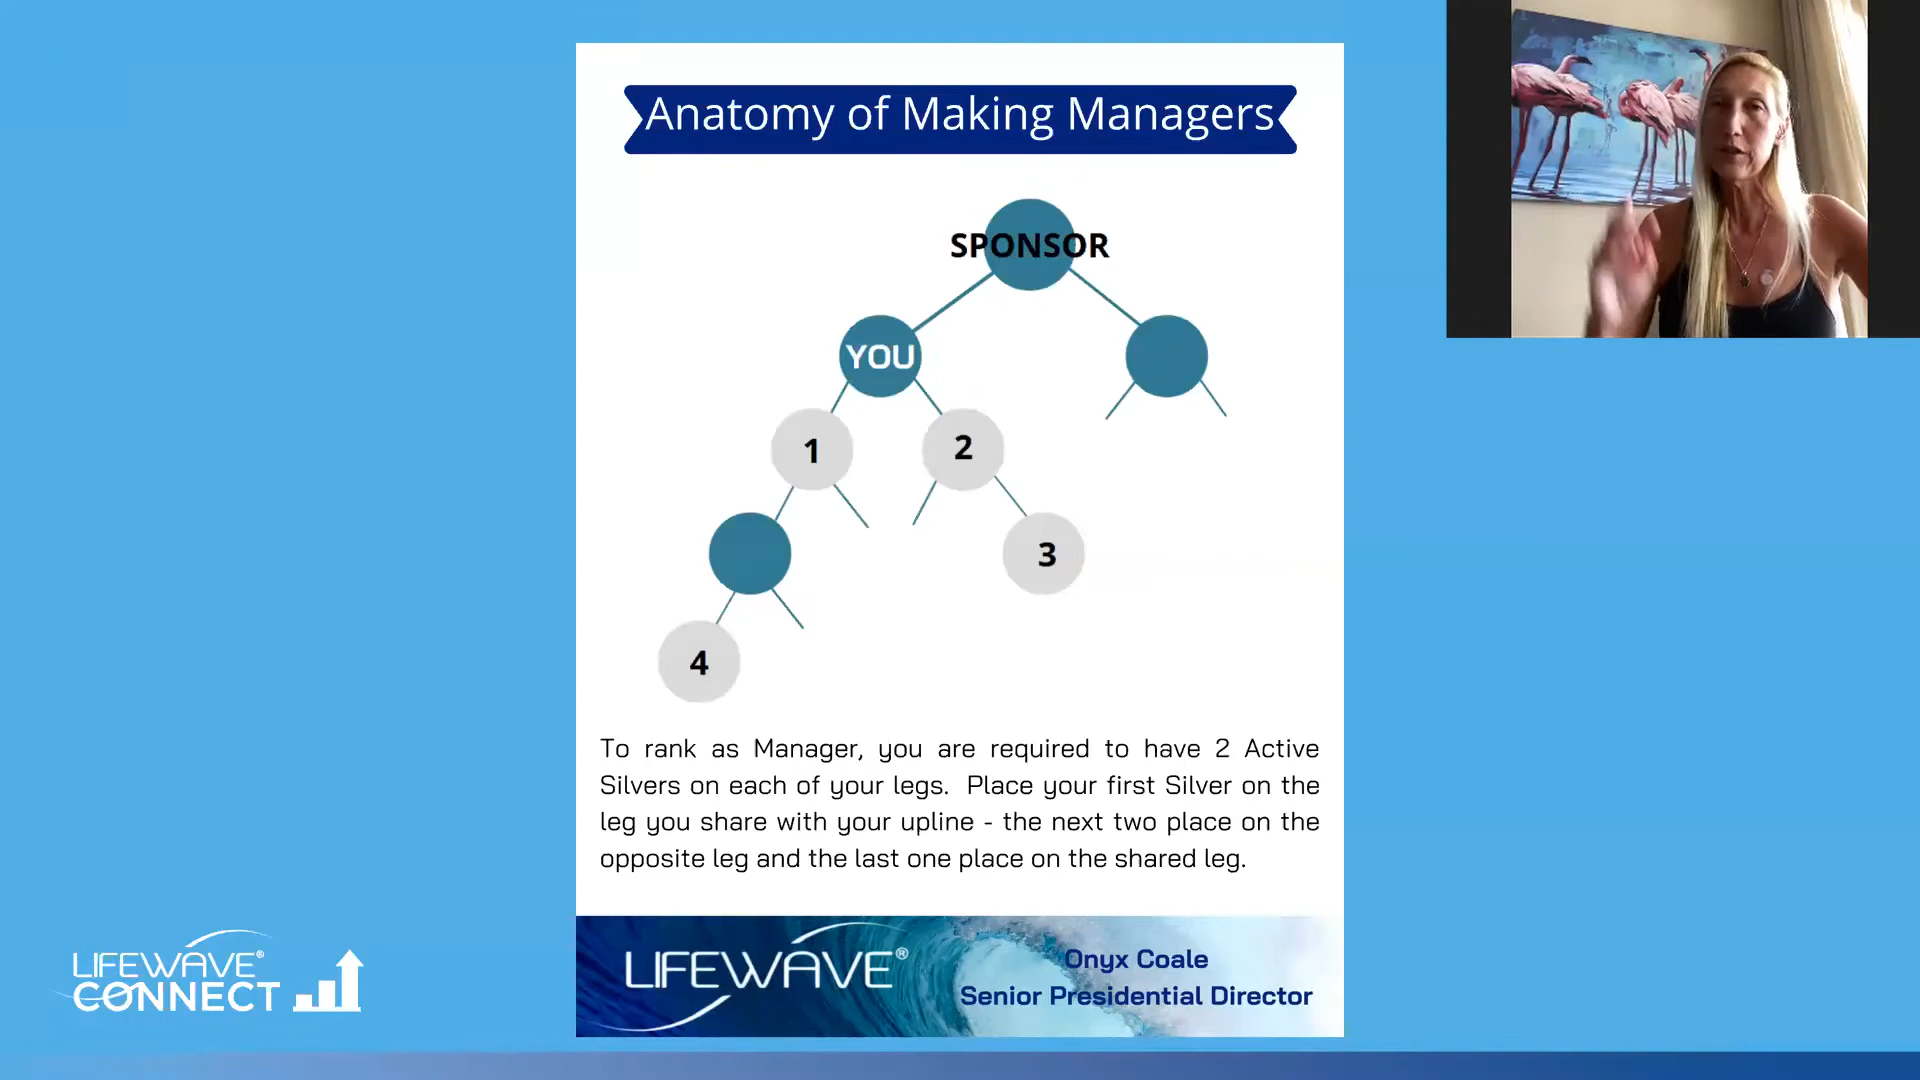 Anatomy of Making Managers
SPONSOR
YOU
1
2
3
4
To rank as Manager, you are required to have 2 Active
Silvers on each of your legs. Place your first Silver on the
leg you share with your upline - the next two place on the
opposite leg and the last one place on the shared leg.
LIFEWAVE®
Onyx Coale
Senior Presidential Director
LIFEWAVE®
CONNECT